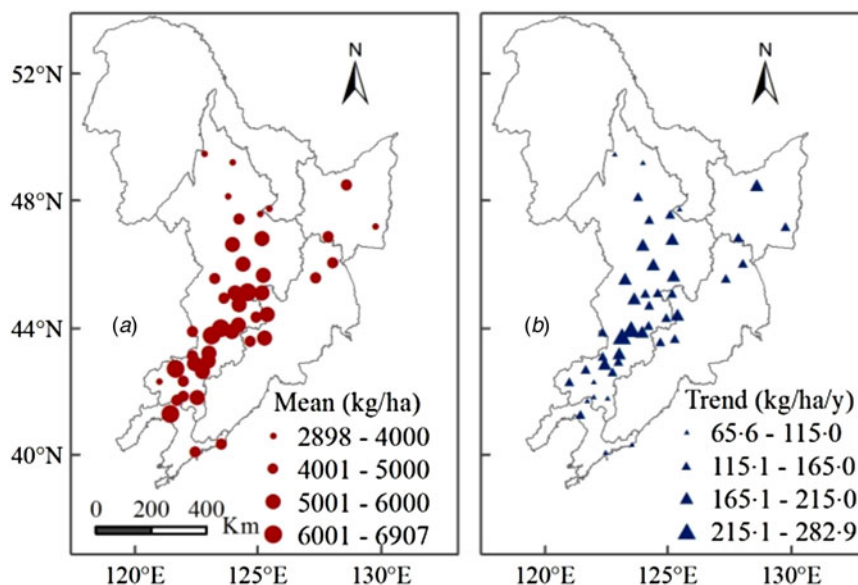 N
N
52°N
48°N
44°N
40°N
(a)
(b)
Mean (kg/ha)
2898 - 4000
4001 - 5000
5001 - 6000
6001 - 6907
0 200 400
Km
Trend (kg/ha/y)
65·6 - 115·0
115·1 - 165·0
165·1 - 215·0
215·1 - 282·9
120°E 125°E 130°E
120°E 125°E 130°E